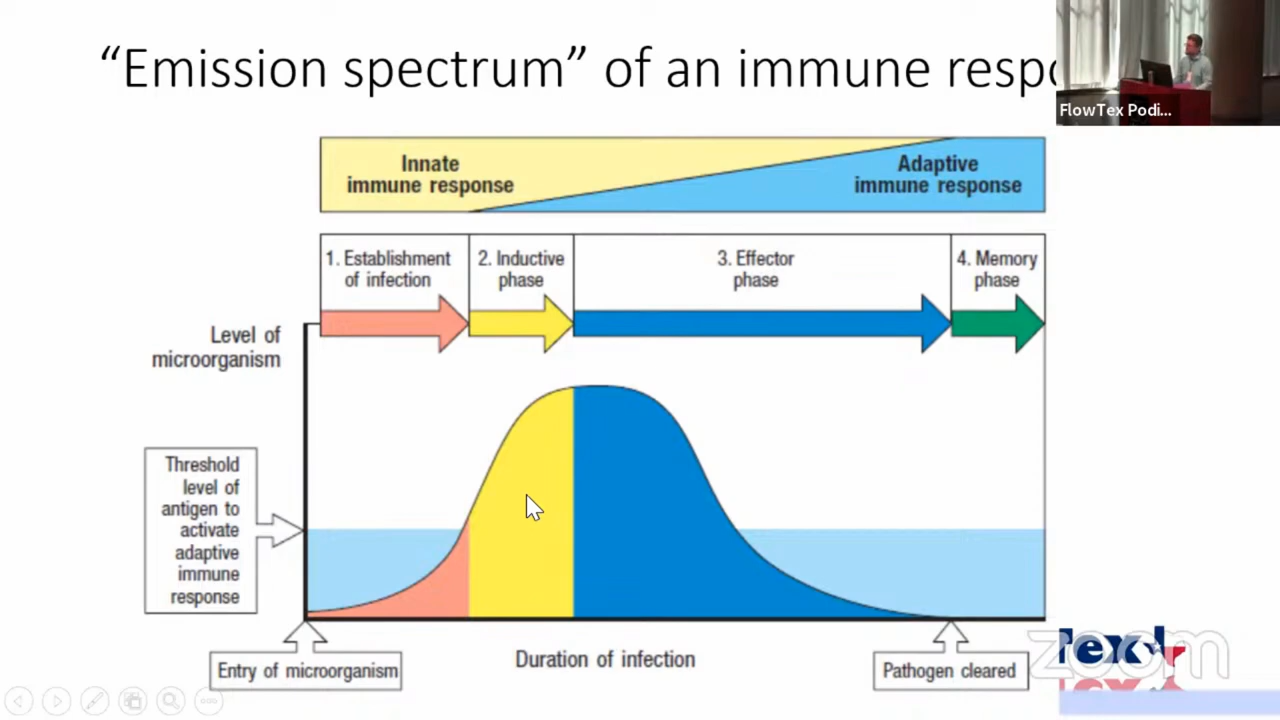 “Emission spectrum” of an immune resp
FlowTex Podi...
Innate
immune response
Adaptive
immune response
1. Establishment
of infection
2. Inductive
phase
3. Effector
phase
4. Memory
phase
Level of
microorganism
Threshold
level of
antigen to
activate
adaptive
immune
response
Entry of microorganism
Duration of infection
Pathogen cleared
zoom